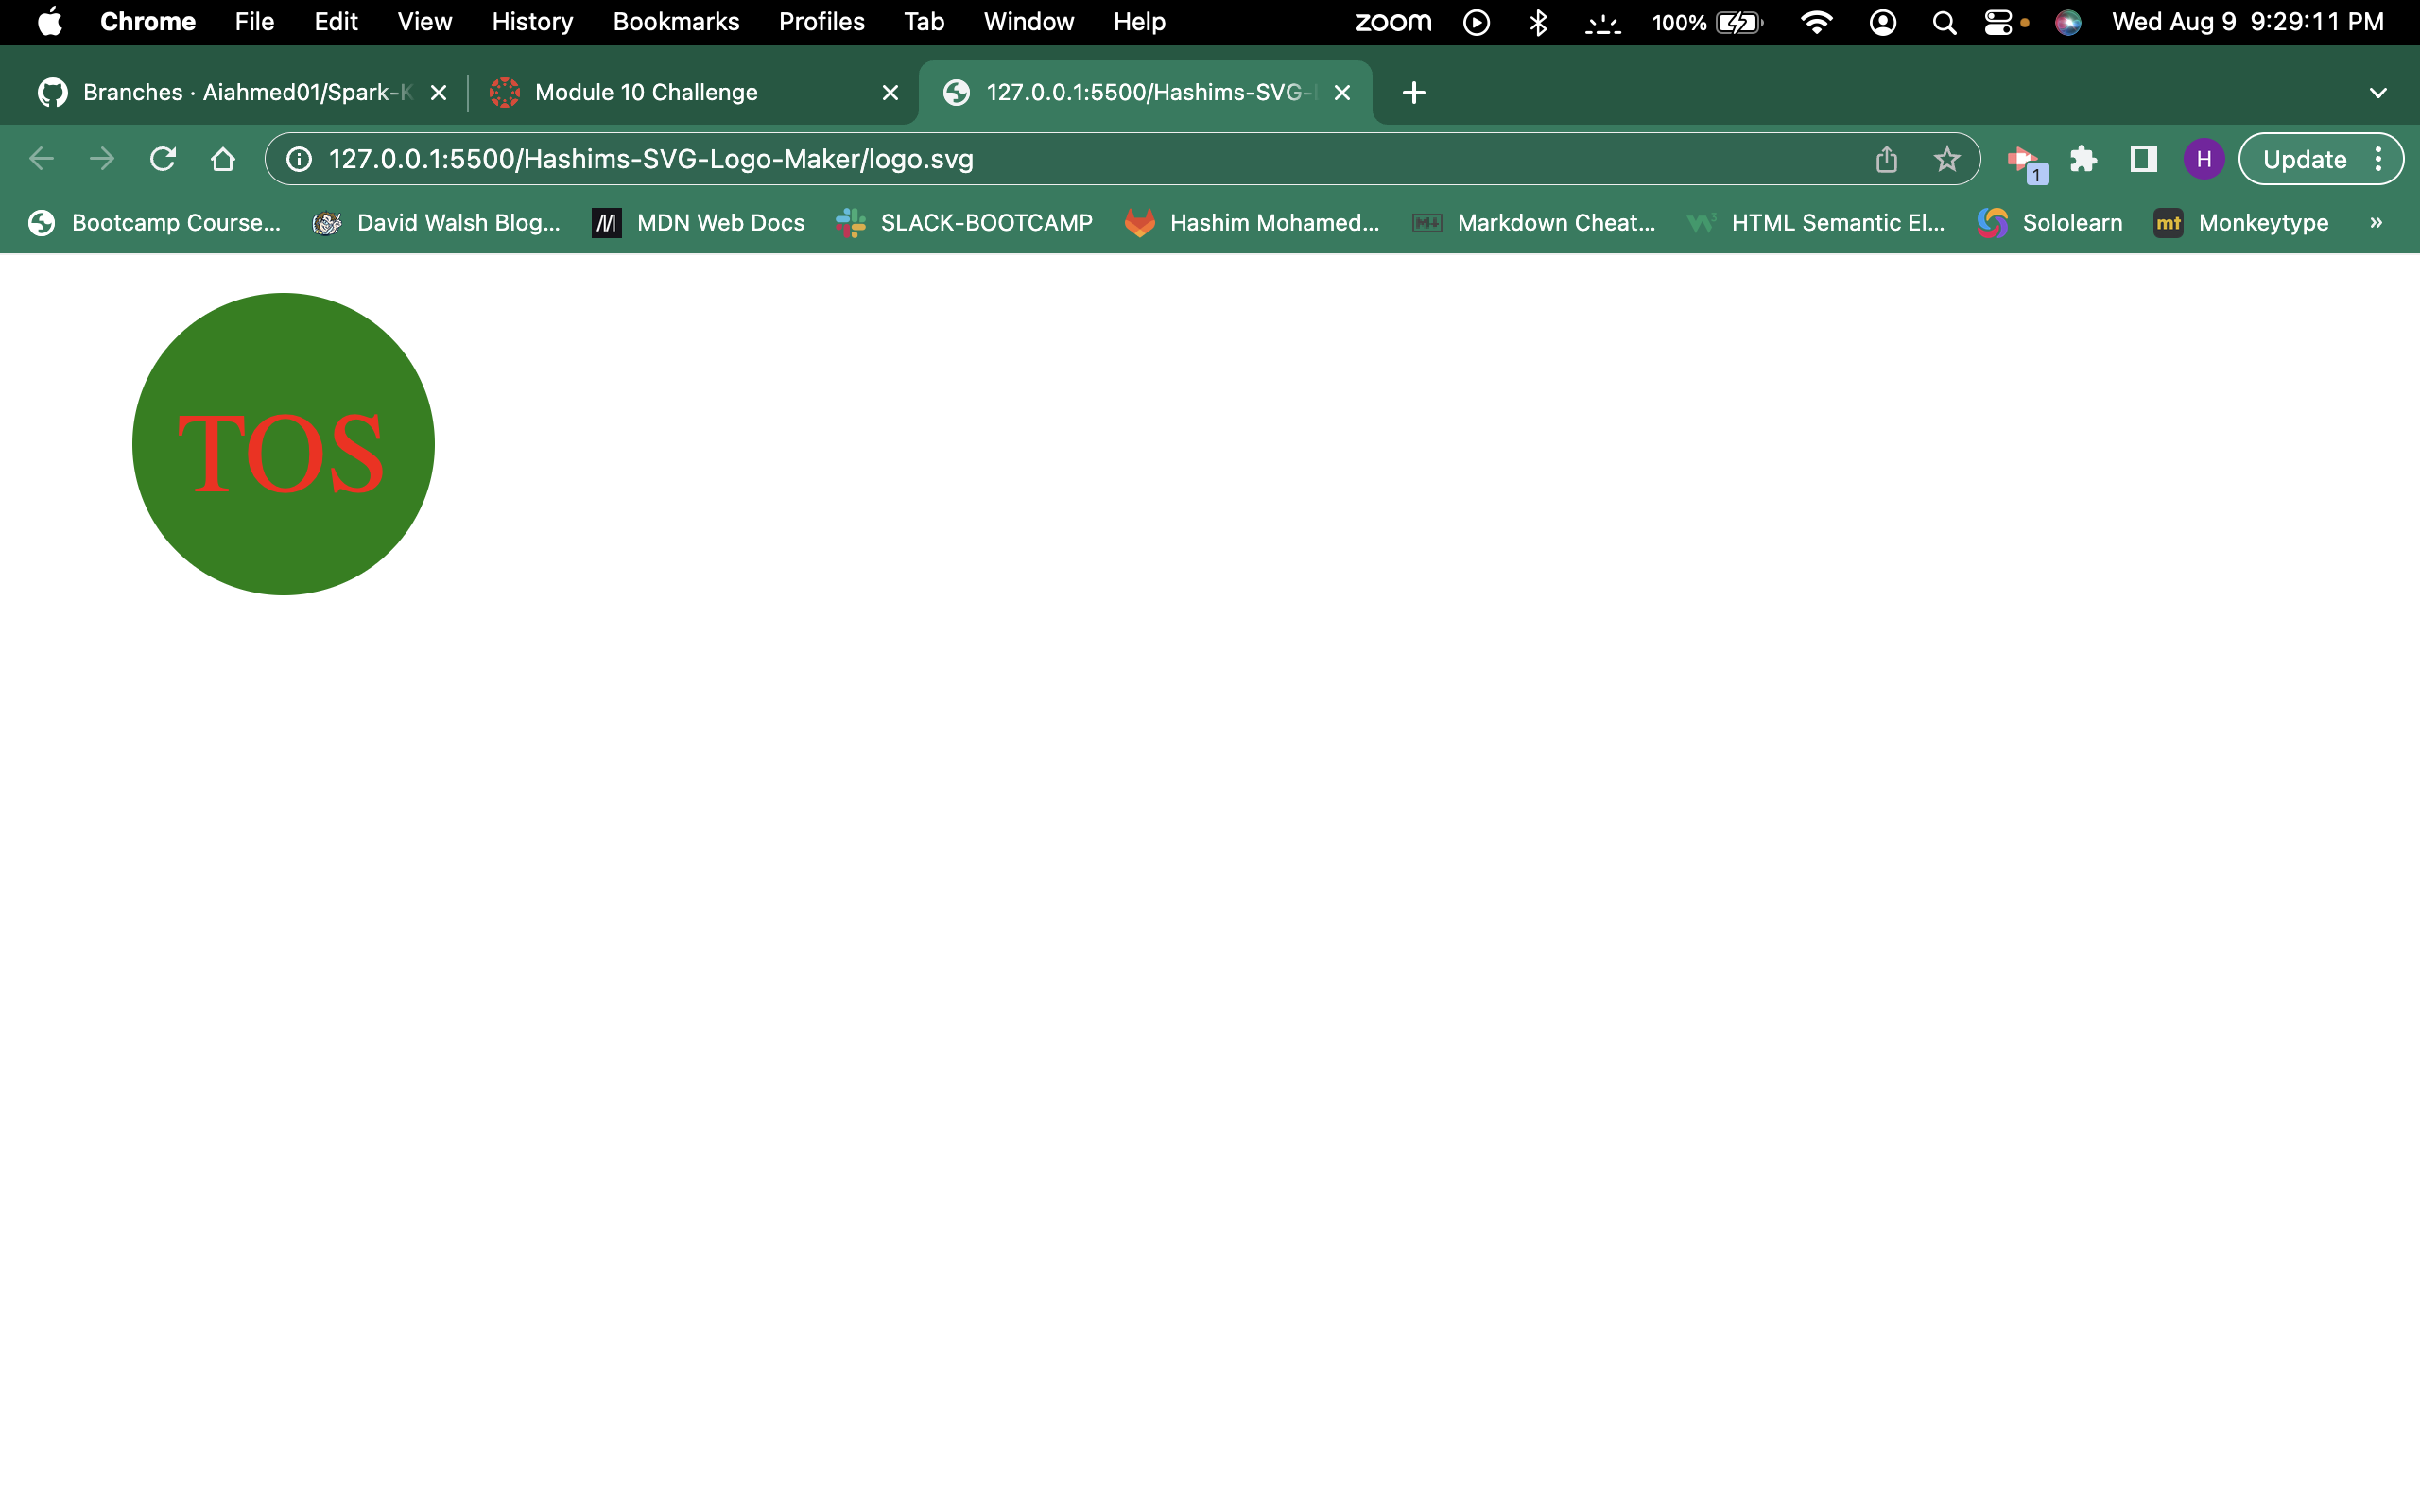 Chrome File Edit View History Bookmarks Profiles Tab Window Help zoom 100% Wed Aug 9 9:29:11 PM
Branches · Aiahmed01/Spark-K Module 10 Challenge 127.0.0.1:5500/Hashims-SVG-
127.0.0.1:5500/Hashims-SVG-Logo-Maker/logo.svg 1 H Update
Bootcamp Course... David Walsh Blog... MDN Web Docs SLACK-BOOTCAMP Hashim Mohamed... M↓ Markdown Cheat... W3 HTML Semantic El... Sololearn mt Monkeytype »
TOS